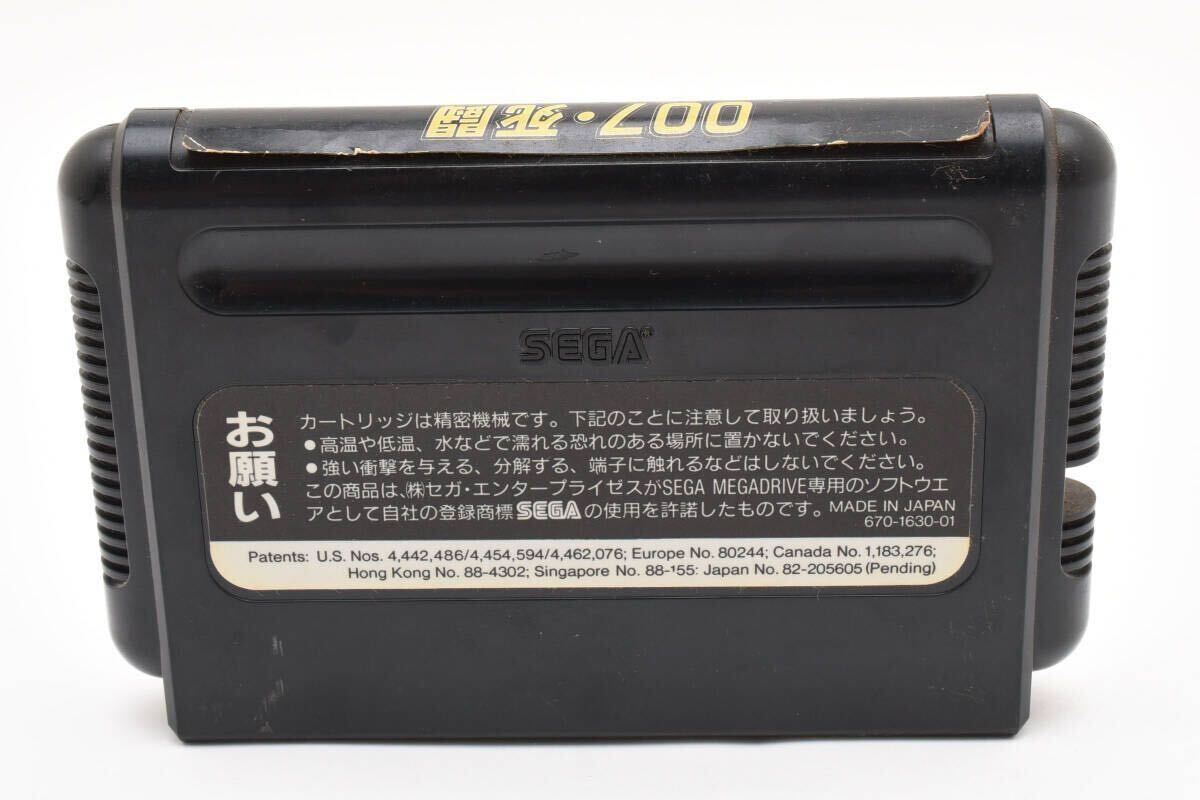 007・死闘
SEGA®
お願い
カートリッジは精密機械です。下記のことに注意して取り扱いましょう。
●高温や低温、水などで濡れる恐れのある場所に置かないでください。
●強い衝撃を与える、分解する、端子に触れるなどはしないでください。
この商品は、㈱セガ・エンタープライゼスがSEGA MEGADRIVE専用のソフトウエ
アとして自社の登録商標SEGAの使用を許諾したものです。MADE IN JAPAN
670-1630-01
Patents: U.S. Nos. 4,442,486/4,454,594/4,462,076; Europe No. 80244; Canada No. 1,183,276;
Hong Kong No. 88-4302; Singapore No. 88-155: Japan No. 82-205605 (Pending)